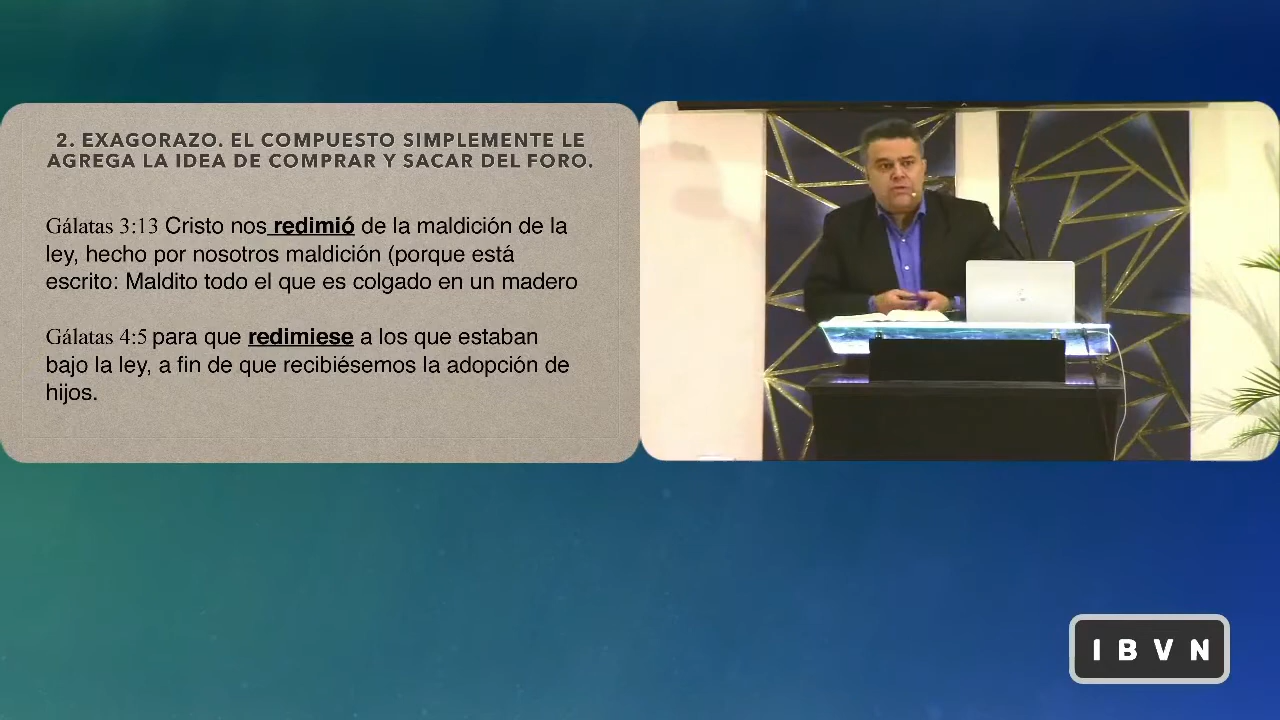 2. EXAGORAZO. EL COMPUESTO SIMPLEMENTE LE
AGREGA LA IDEA DE COMPRAR Y SACAR DEL FORO.
Gálatas 3:13 Cristo nos redimió de la maldición de la
ley, hecho por nosotros maldición (porque está
escrito: Maldito todo el que es colgado en un madero
Gálatas 4:5 para que redimiese a los que estaban
bajo la ley, a fin de que recibiésemos la adopción de
hijos.
IBVN